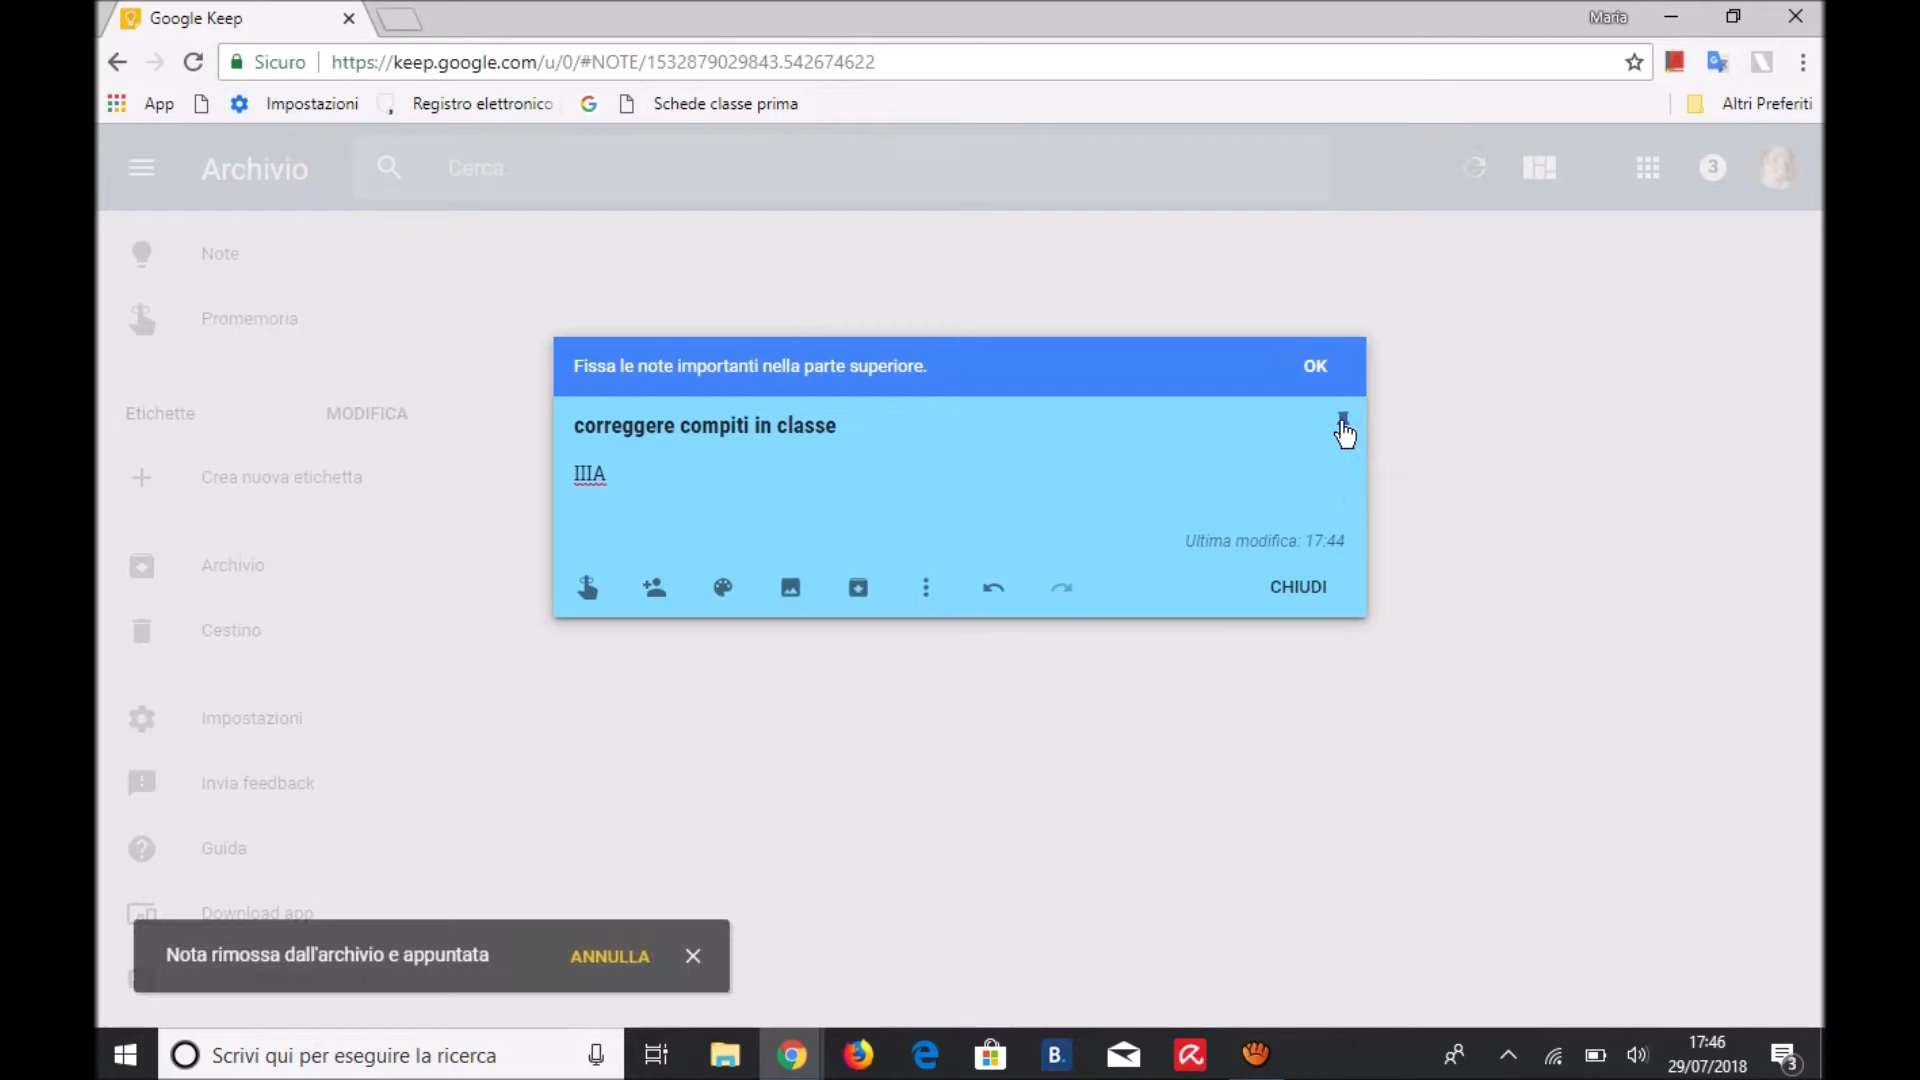 Google Keep
Maria
Sicuro
https://keep.google.com/u/0/#NOTE/1532879029843.542674622
App
Impostazioni
Registro elettronico
Schede classe prima
Altri Preferiti
Archivio
Cerca
3
Note
Promemoria
Etichette
MODIFICA
Crea nuova etichetta
Archivio
Cestino
Impostazioni
Invia feedback
Guida
Download app
Fissa le note importanti nella parte superiore.
OK
correggere compiti in classe
IIIA
Ultima modifica: 17:44
CHIUDI
Nota rimossa dall'archivio e appuntata
ANNULLA
Scrivi qui per eseguire la ricerca
B.
17:46
29/07/2018
3